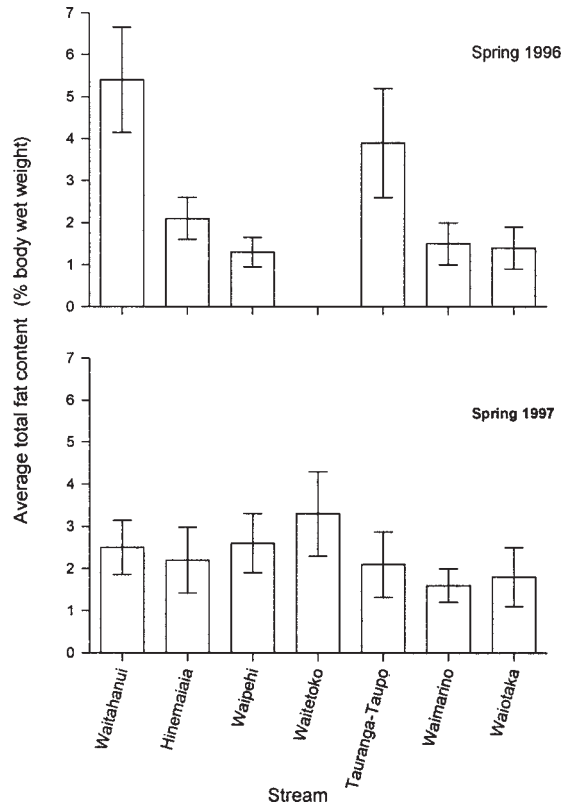 Average total fat content (% body wet weight)
7
6
5
4
3
2
1
0
Spring 1996
7
6
5
4
3
2
1
0
Spring 1997
Waitahanui
Hinemaiaia
Waipehi
Waitetoko
Tauranga-Taupo
Waimarino
Waiotaka
Stream